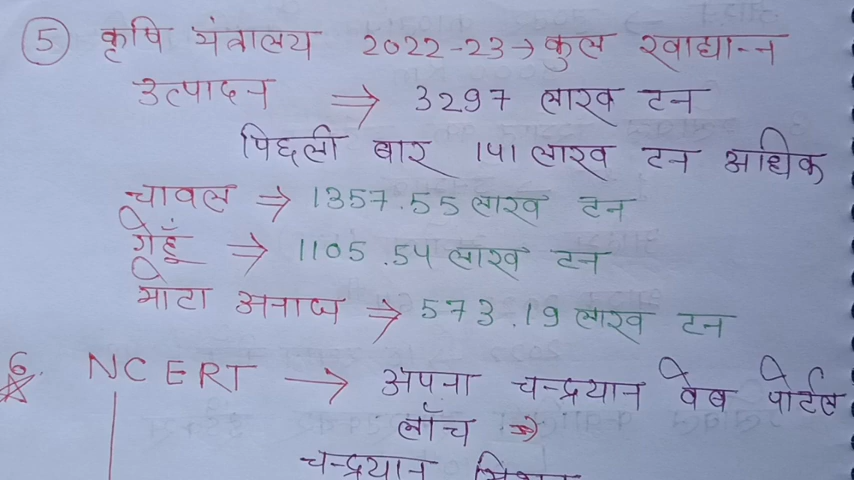 5 कृषि मंत्रालय 2022-23→कुल खाद्यान्न
उत्पादन ⇒ 3297 लाख टन
पिछली बार 141 लाख टन अधिक
चावल ⇒ 1357.55 लाख टन
गेहूँ ⇒ 1105.54 लाख टन
मोटा अनाज ⇒ 573.19 लाख टन
6. NCERT → अपना चन्द्रयान वेब पोर्टल
लॉच ⇒
चन्द्रयान